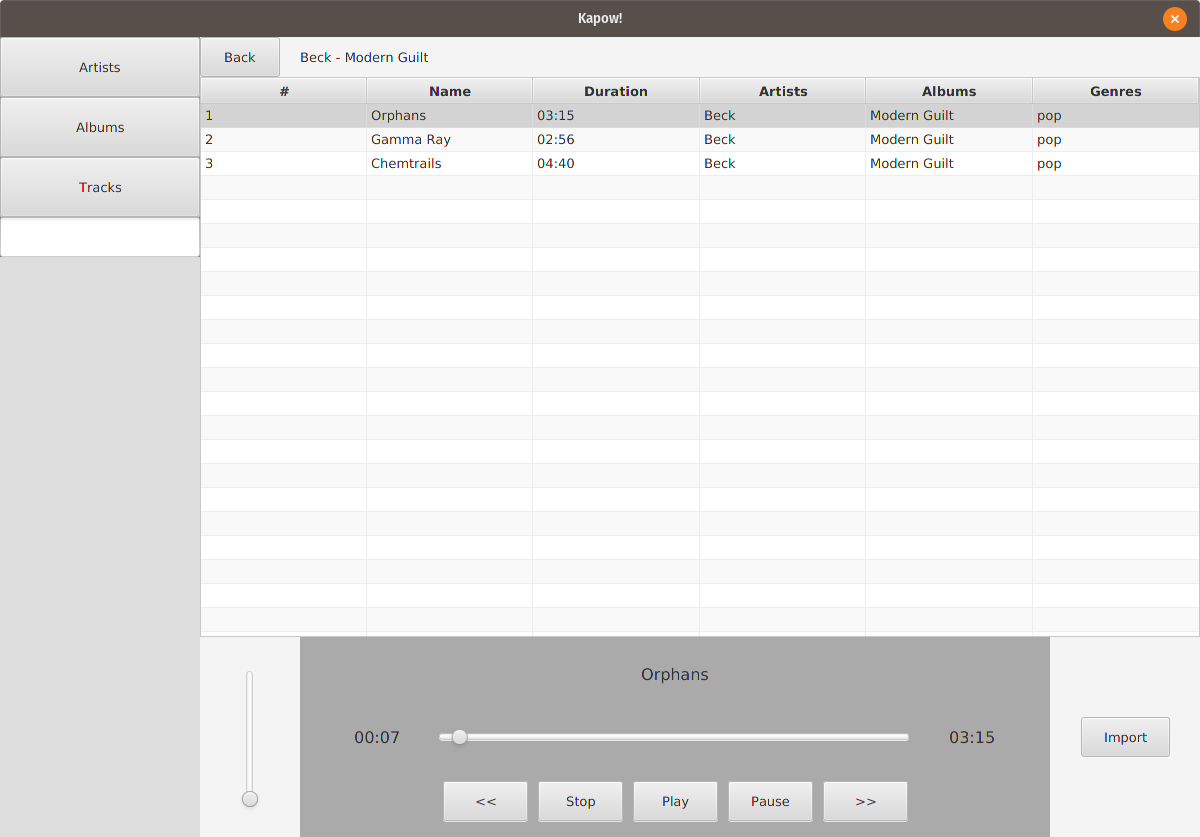 Kapow!
Artists
Albums
Tracks
Back Beck - Modern Guilt
# Name Duration Artists Albums Genres
1 Orphans 03:15 Beck Modern Guilt pop
2 Gamma Ray 02:56 Beck Modern Guilt pop
3 Chemtrails 04:40 Beck Modern Guilt pop
Orphans
00:07 03:15
<< Stop Play Pause >>
Import